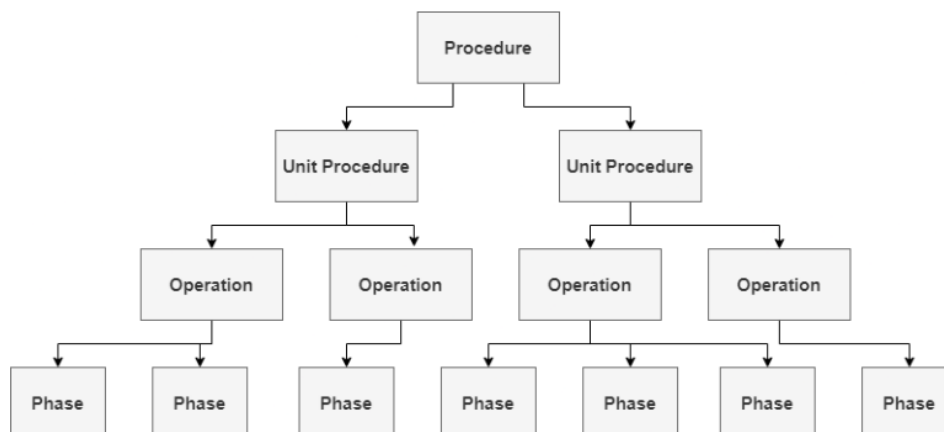 Procedure
Unit Procedure
Unit Procedure
Operation
Operation
Operation
Operation
Phase
Phase
Phase
Phase
Phase
Phase
Phase